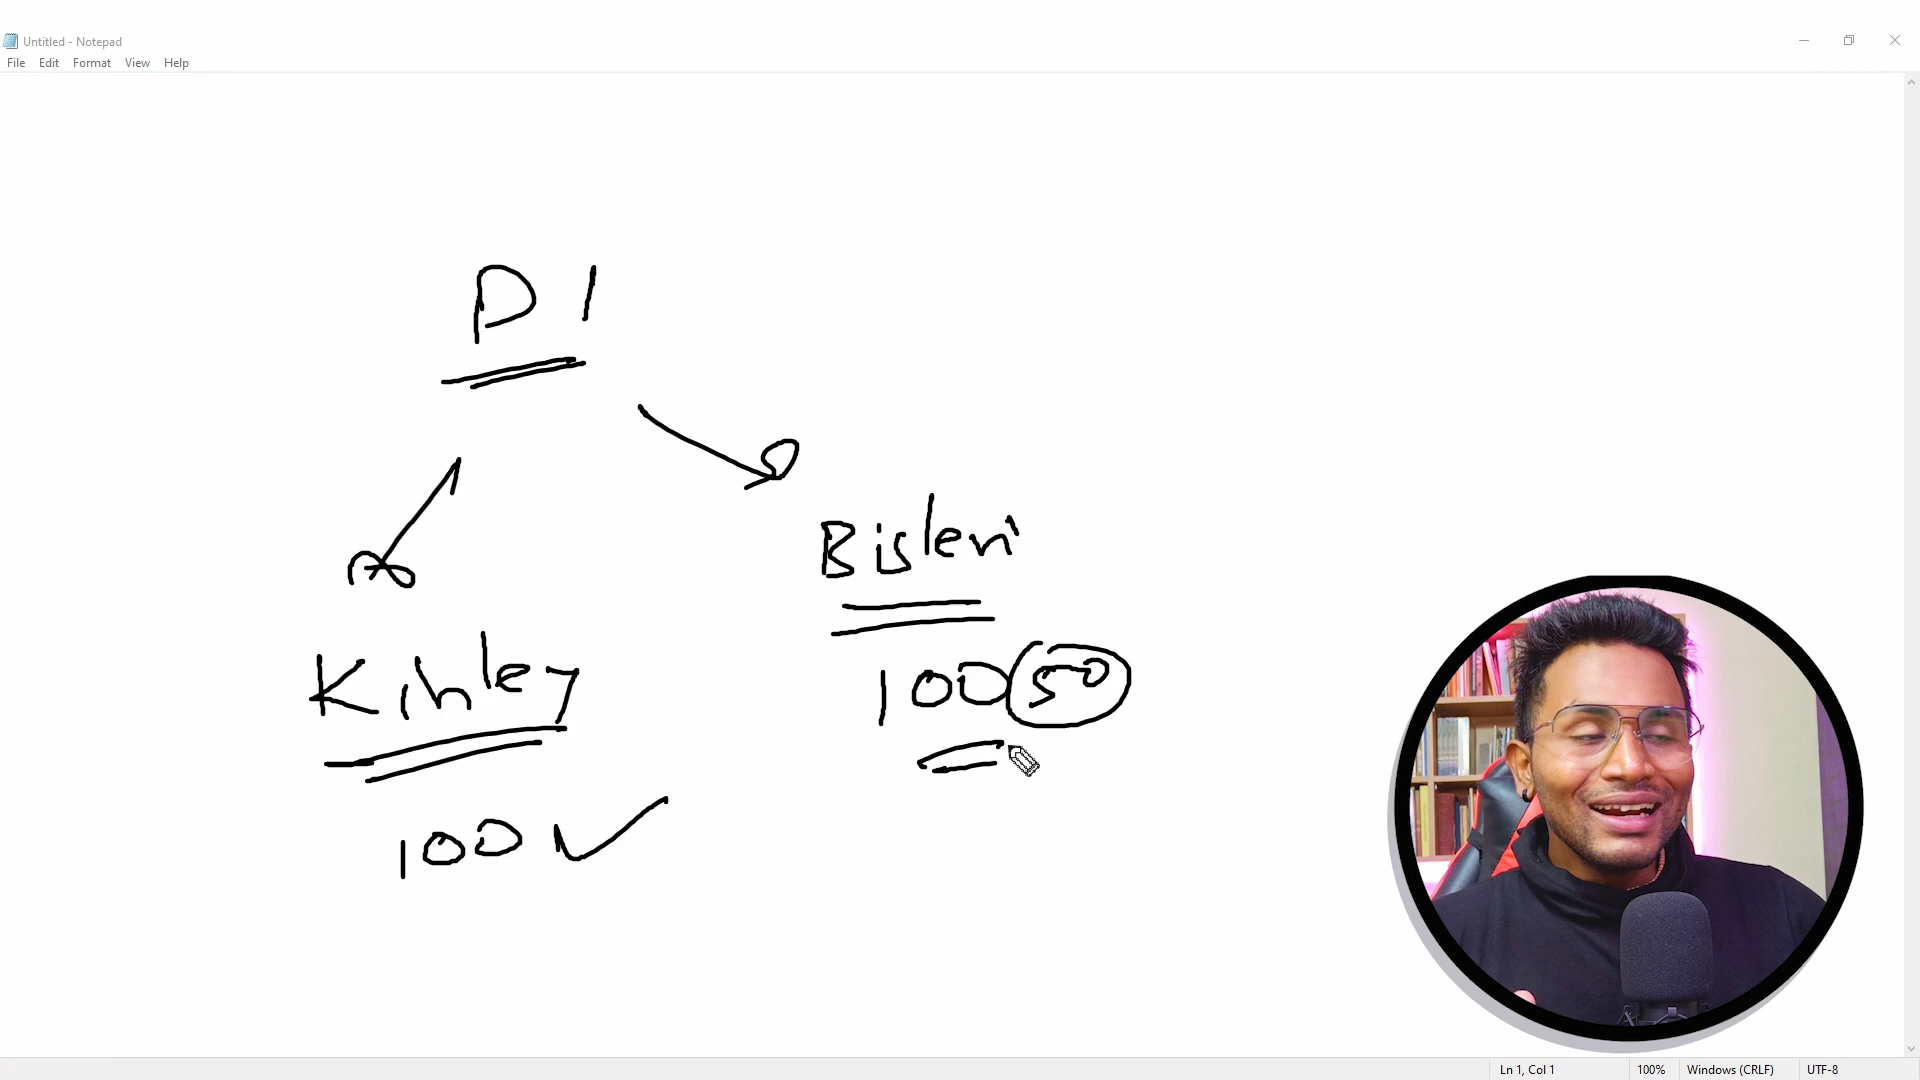 Untitled - Notepad
File Edit Format View Help
D1
Bisleri
Kinley
100 50
100
Ln 1, Col 1 100% Windows (CRLF) UTF-8